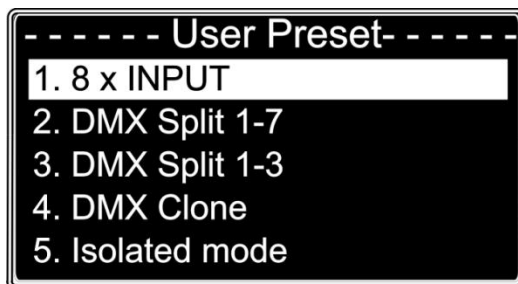 - - - - - - User Preset- - - - - -
1. 8 x INPUT
2. DMX Split 1-7
3. DMX Split 1-3
4. DMX Clone
5. Isolated mode